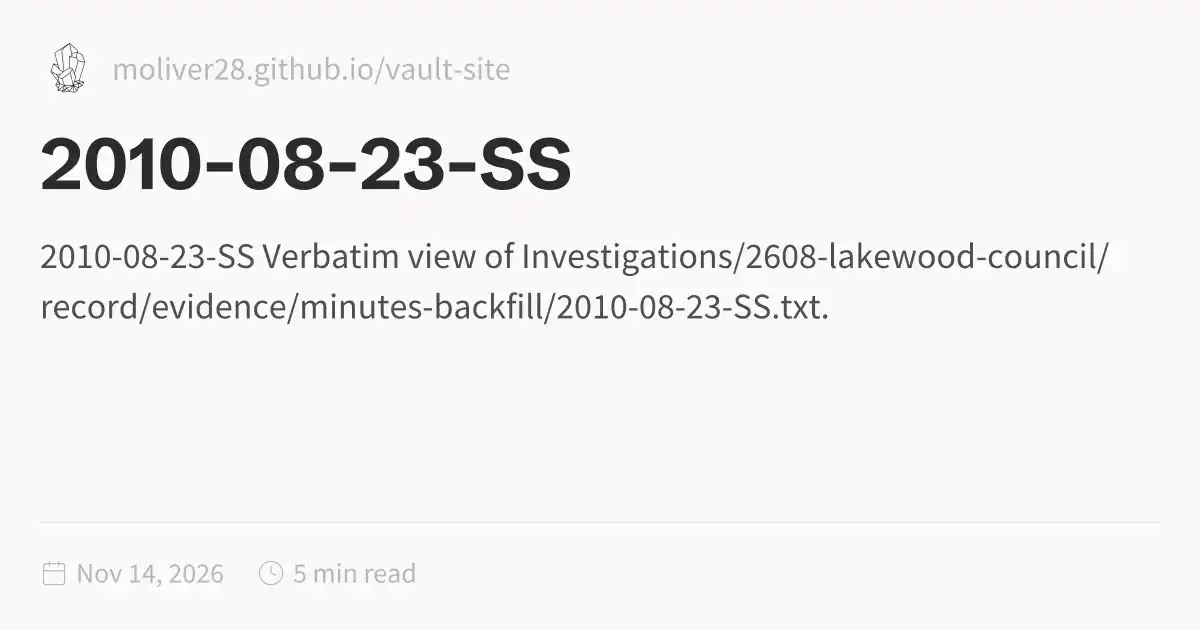 moliver28.github.io/vault-site
2010-08-23-SS
2010-08-23-SS Verbatim view of Investigations/2608-lakewood-council/
record/evidence/minutes-backfill/2010-08-23-SS.txt.
Nov 14, 2026 5 min read